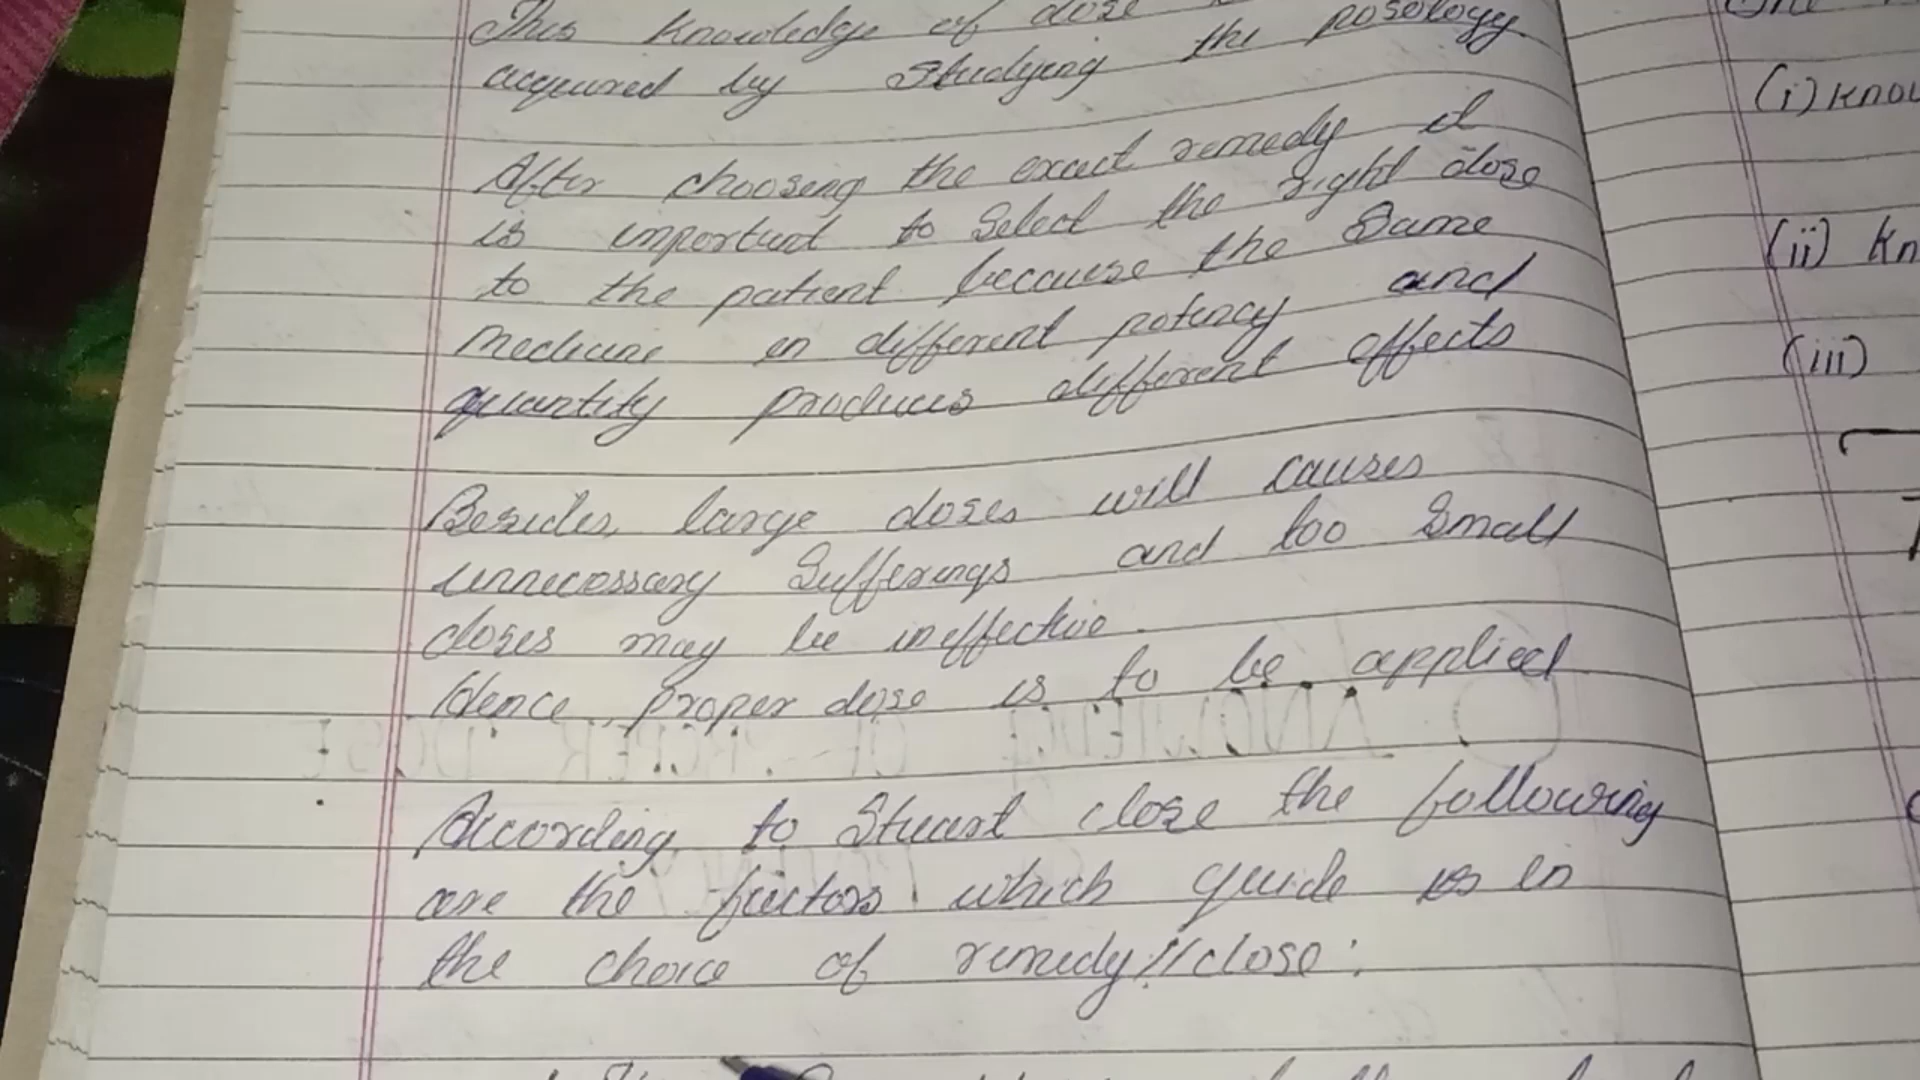 This Knowledge of dose
acquired by Studying the posology.
After choosing the exact remedy it
is important to Select the right dose
to the patient because the Same
medicine in different potency and
quantity produces different effects
Besides, large doses will causes
unnecessary Sufferings and too Small
doses may be ineffective.
Hence, proper dose is to be applied
According to Stuart close the following
are the factors which guide us in
the choice of remedy//close:
(i) Know
(ii) Kn
(iii)